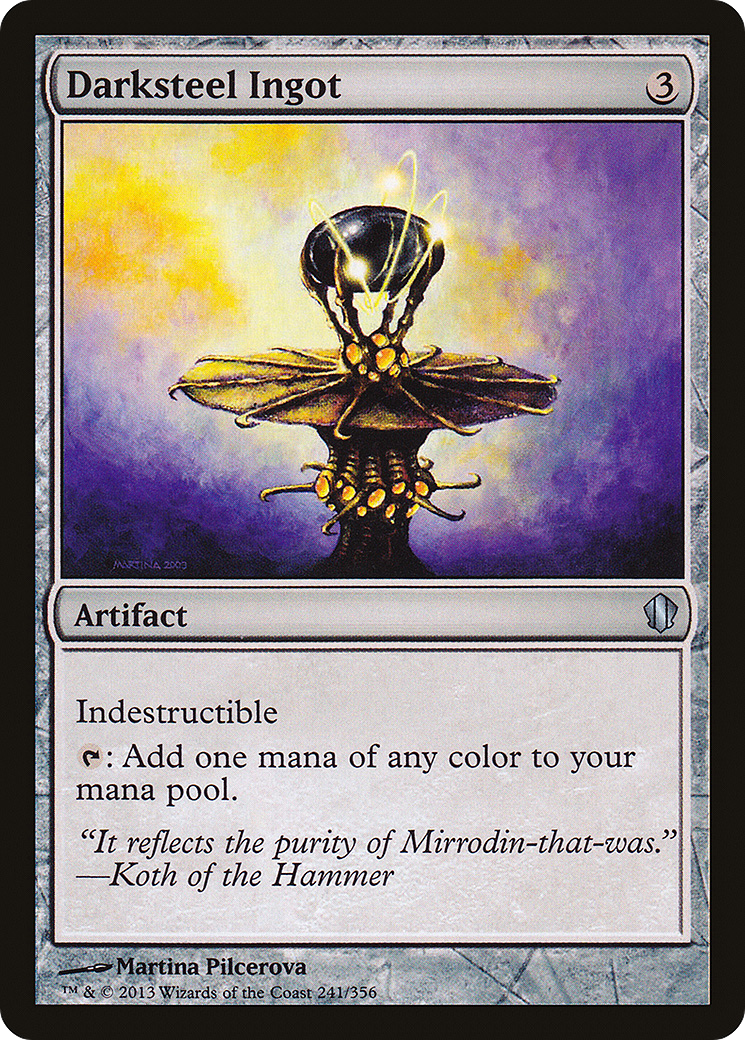 Darksteel Ingot
3
MARTINA 2003
Artifact
Indestructible
: Add one mana of any color to your
mana pool.
“It reflects the purity of Mirrodin-that-was.”
—Koth of the Hammer
Martina Pilcerova
™ & © 2013 Wizards of the Coast 241/356